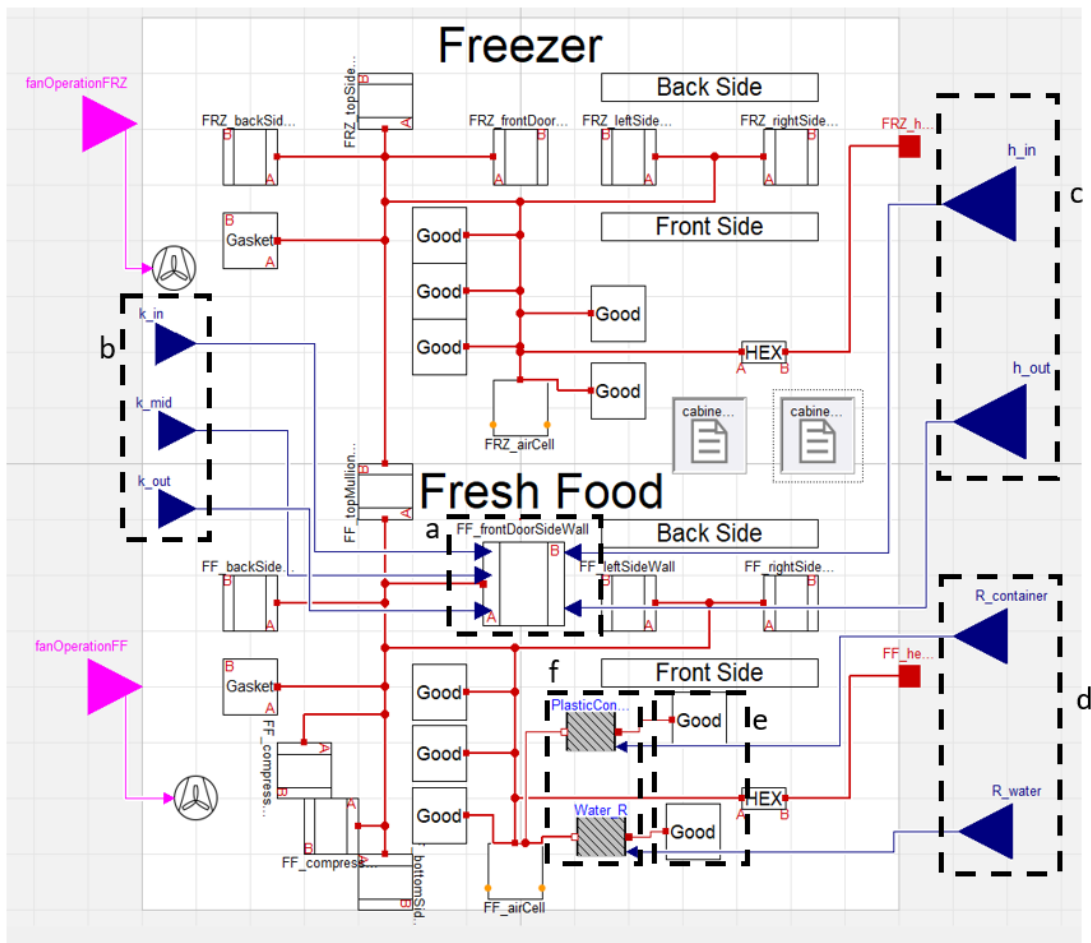 Freezer
fanOperationFRZ
B
FRZ_topSide...
A
Back Side
FRZ_backSid...
B
A
FRZ_frontDoor...
B
A
FRZ_leftSide...
B
A
FRZ_rightSide...
B
A
FRZ_h...
h_in
c
B
Gasket
A
Good
Front Side
Good
Good
Good
k_in
b
HEX
A
B
h_out
Good
k_mid
cabine...
cabine...
FRZ_airCell
k_out
B
FF_topMullion...
A
Fresh Food
a
FF_frontDoorSideWall
B
A
Back Side
FF_backSide...
B
A
FF_leftSideWall
B
A
FF_rightSide...
B
A
R_container
fanOperationFF
B
Gasket
A
Good
f
Front Side
FF_he...
PlasticCon...
Good
e
d
FF_compress...
A
B
Good
HEX
A
B
R_water
Good
Water_R
Good
A
B
FF_compress...
A
bottomSid...
B
FF_airCell